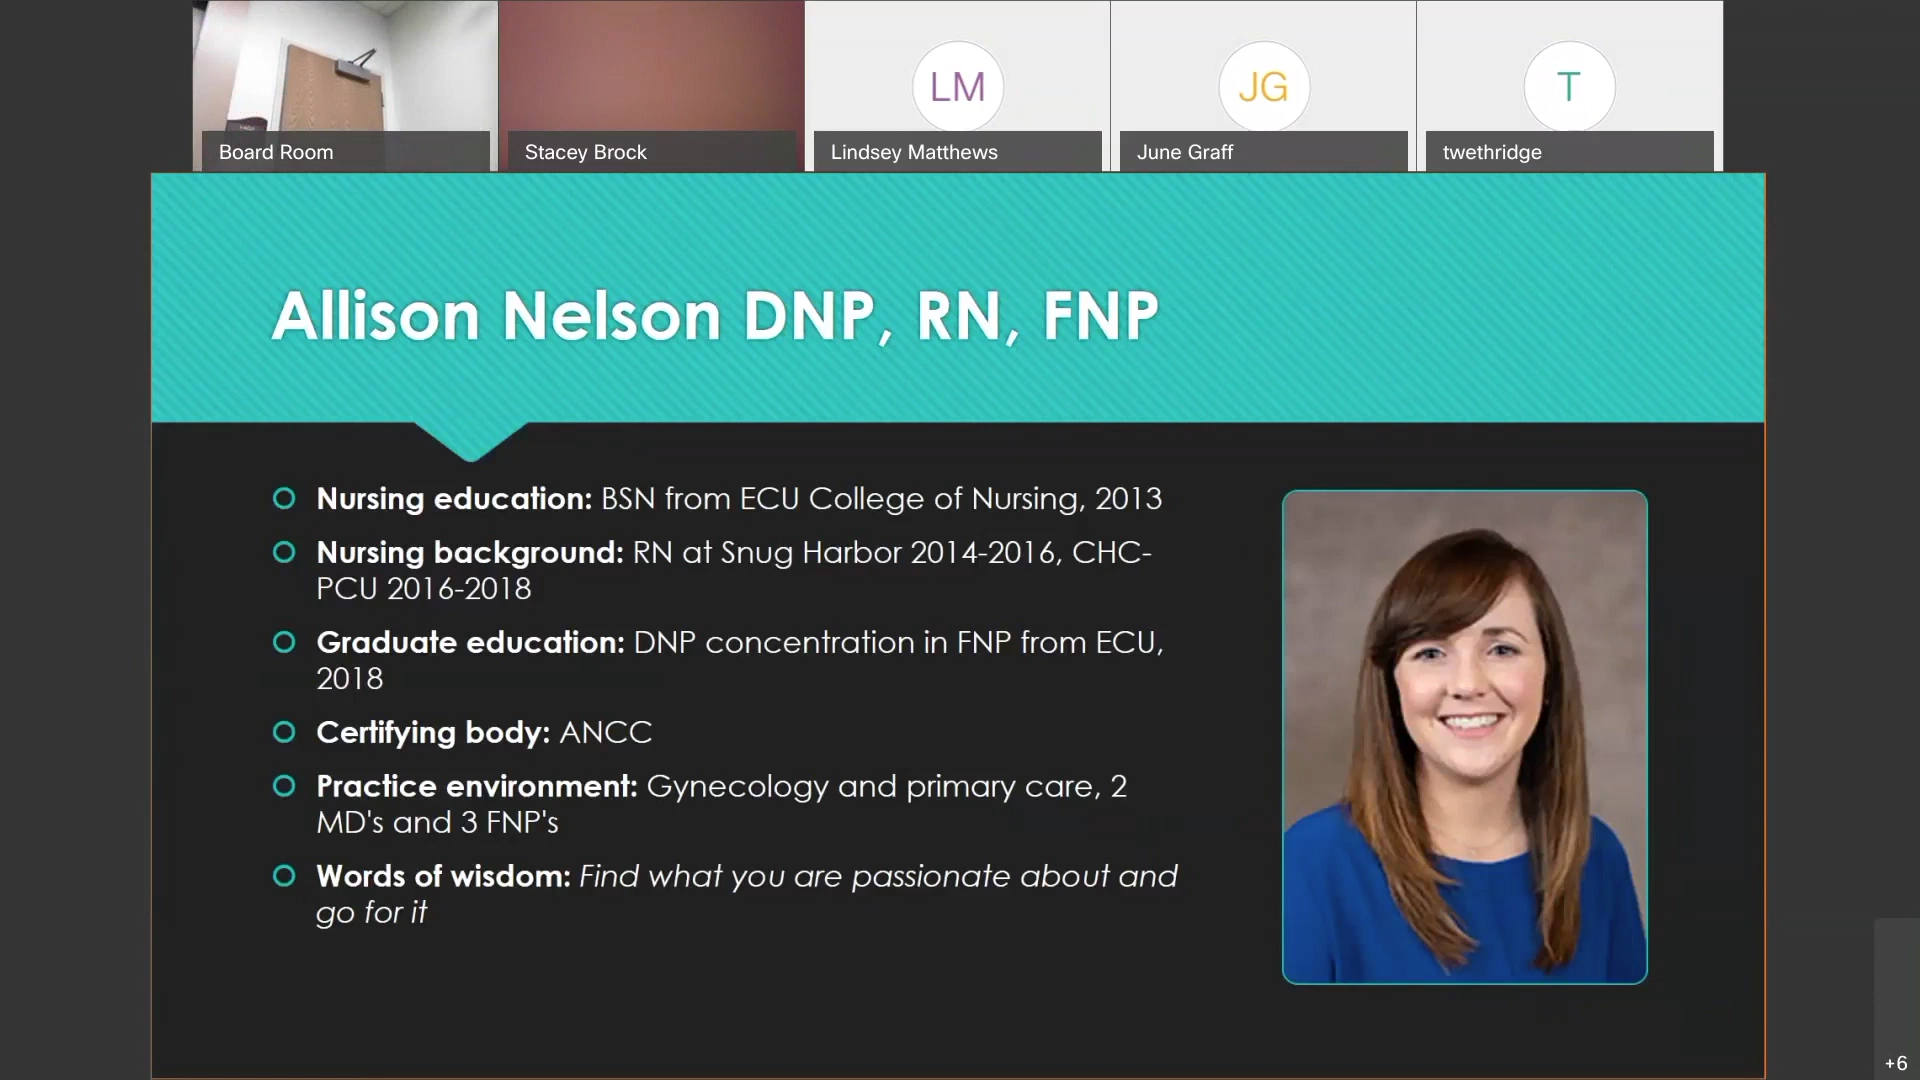 LM
JG
T
Board Room
Stacey Brock
Lindsey Matthews
June Graff
twethridge
Allison Nelson DNP, RN, FNP
Nursing education: BSN from ECU College of Nursing, 2013
Nursing background: RN at Snug Harbor 2014-2016, CHC-
PCU 2016-2018
Graduate education: DNP concentration in FNP from ECU,
2018
Certifying body: ANCC
Practice environment: Gynecology and primary care, 2
MD's and 3 FNP's
Words of wisdom: Find what you are passionate about and
go for it
+6